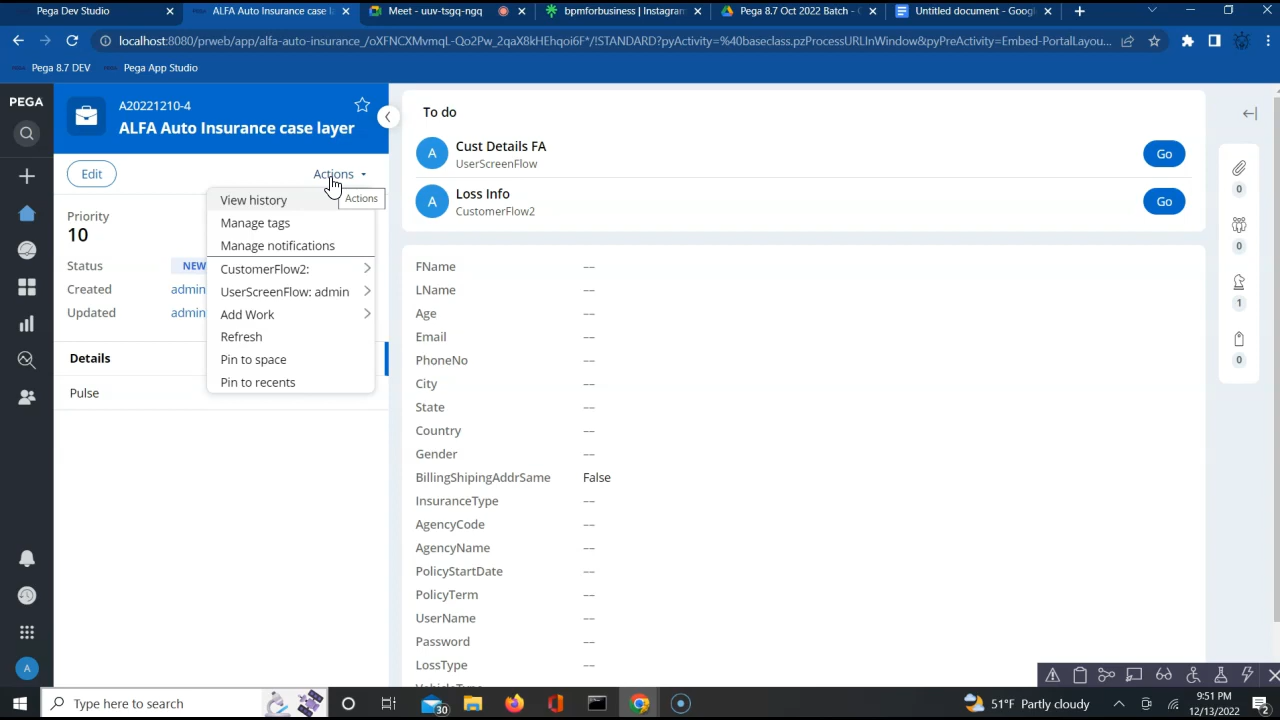 Pega Dev Studio
ALFA Auto Insurance case l
Meet - uuv-tsgq-nqq
bpmforbusiness | Instagram
Pega 8.7 Oct 2022 Batch -
Untitled document - Googl
localhost:8080/prweb/app/alfa-auto-insurance_/oXFNCXMvmqL-Qo2Pw_2qaX8kHEhqoi6F*/!STANDARD?pyActivity=%40baseclass.pzProcessURLInWindow&pyPreActivity=Embed-PortalLayou...
Pega 8.7 DEV
Pega App Studio
PEGA
A20221210-4
ALFA Auto Insurance case layer
Edit
Actions
Actions
View history
Manage tags
Manage notifications
CustomerFlow2:
UserScreenFlow: admin
Add Work
Refresh
Pin to space
Pin to recents
Priority
10
Status NEW
Created admin
Updated admin
Details
Pulse
A
To do
A
Cust Details FA
UserScreenFlow
Go
A
Loss Info
CustomerFlow2
Go
FName --
LName --
Age --
Email --
PhoneNo --
City --
State --
Country --
Gender --
BillingShipingAddrSame False
InsuranceType --
AgencyCode --
AgencyName --
PolicyStartDate --
PolicyTerm --
UserName --
Password --
LossType --
0
0
1
0
Type here to search
30
51°F Partly cloudy
9:51 PM
12/13/2022
2